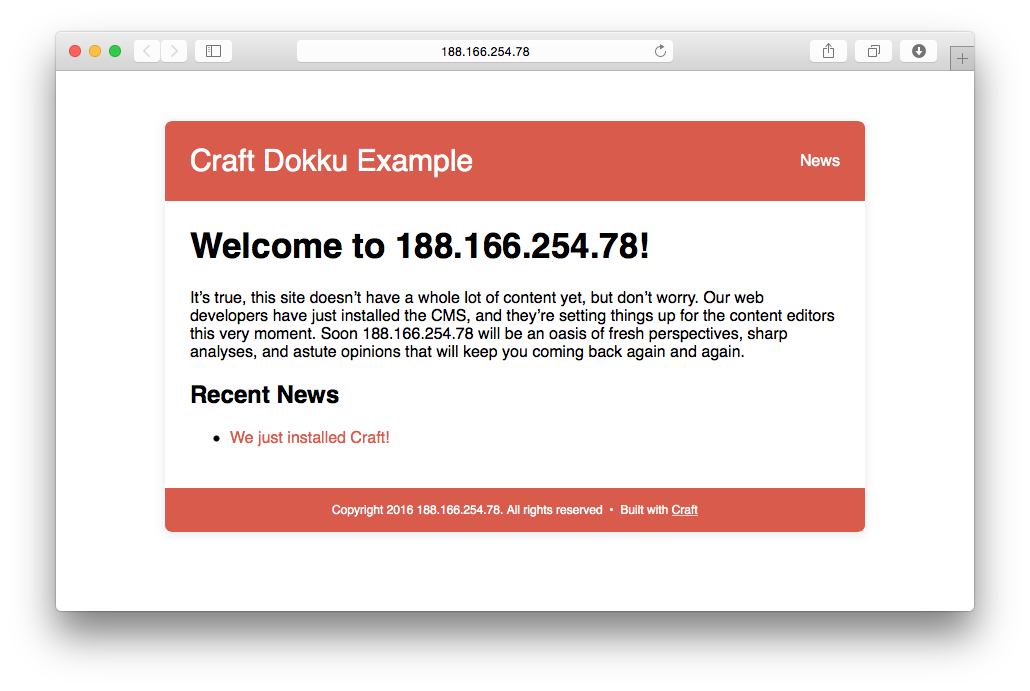 188.166.254.78
Craft Dokku Example
News
Welcome to 188.166.254.78!
It’s true, this site doesn’t have a whole lot of content yet, but don’t worry. Our web
developers have just installed the CMS, and they’re setting things up for the content editors
this very moment. Soon 188.166.254.78 will be an oasis of fresh perspectives, sharp
analyses, and astute opinions that will keep you coming back again and again.
Recent News
• We just installed Craft!
Copyright 2016 188.166.254.78. All rights reserved • Built with Craft